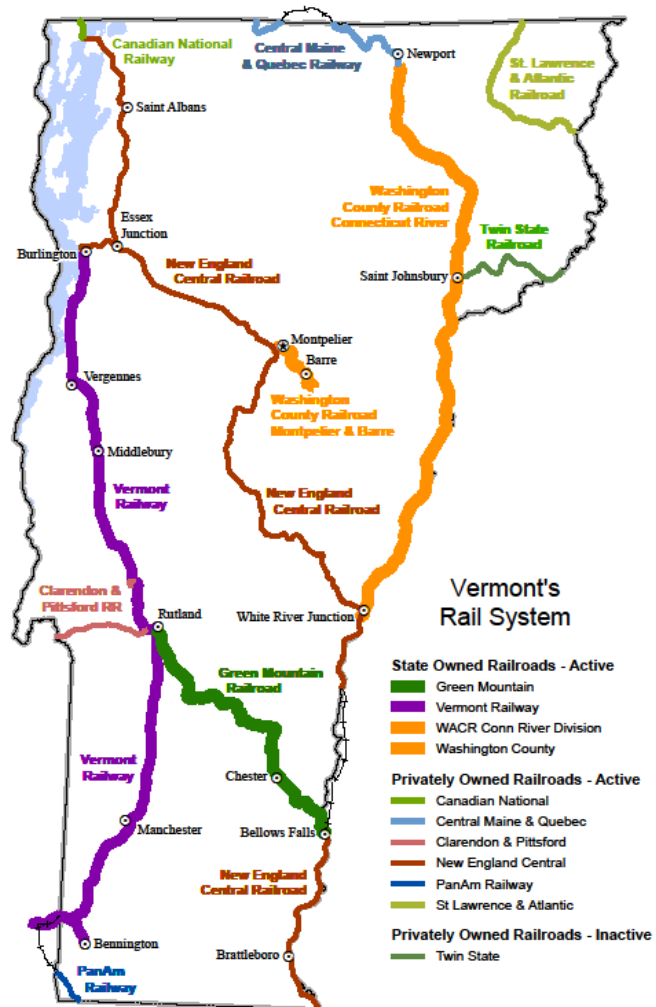 Canadian National
Railway
Central Maine
& Quebec Railway
Newport
St. Lawrence
& Atlantic
Railroad
Saint Albans
Washington
County Railroad
Connecticut River
Essex
Junction
Twin State
Railroad
Burlington
New England
Central Railroad
Saint Johnsbury
Montpelier
Barre
Vergennes
Washington
County Railroad
Montpelier & Barre
Middlebury
Vermont
Railway
New England
Central Railroad
Clarendon &
Pittsford RR
Rutland
White River Junction
Green Mountain
Railroad
Vermont
Railway
Chester
Manchester
Bellows Falls
New England
Central Railroad
Bennington
Brattleboro
PanAm
Railway
Vermont's
Rail System
State Owned Railroads - Active
Green Mountain
Vermont Railway
WACR Conn River Division
Washington County
Privately Owned Railroads - Active
Canadian National
Central Maine & Quebec
Clarendon & Pittsford
New England Central
PanAm Railway
St Lawrence & Atlantic
Privately Owned Railroads - Inactive
Twin State